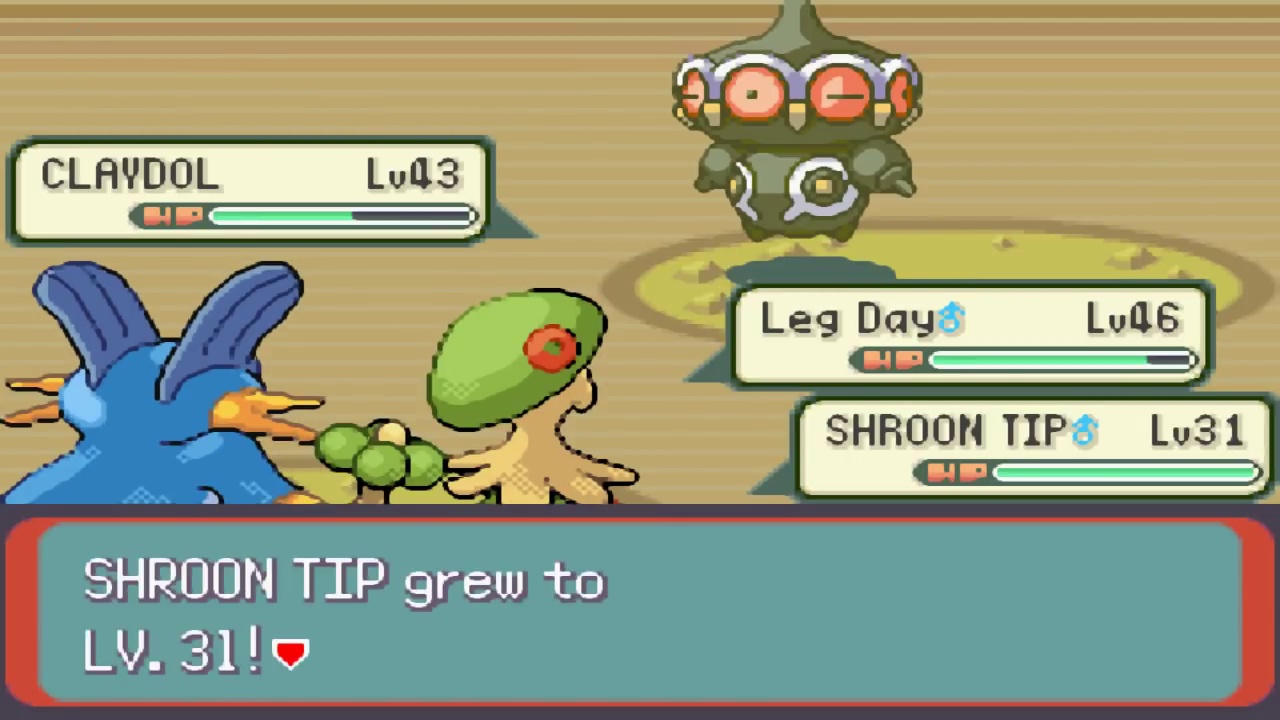 CLAYDOL Lv43
HP
Leg Day♂ Lv46
HP
SHROON TIP♂ Lv31
HP
SHROON TIP grew to
LV. 31!